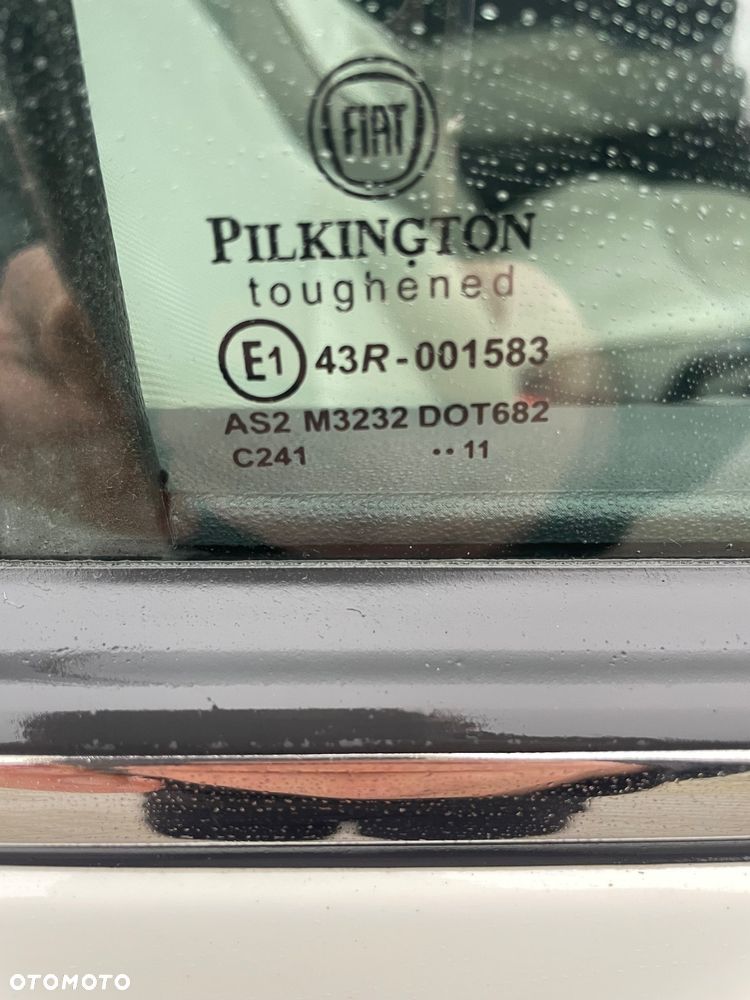 FIAT
PILKINGTON
toughened
E1 43R-001583
AS2 M3232 DOT682
C241 ··11
OTOMOTO